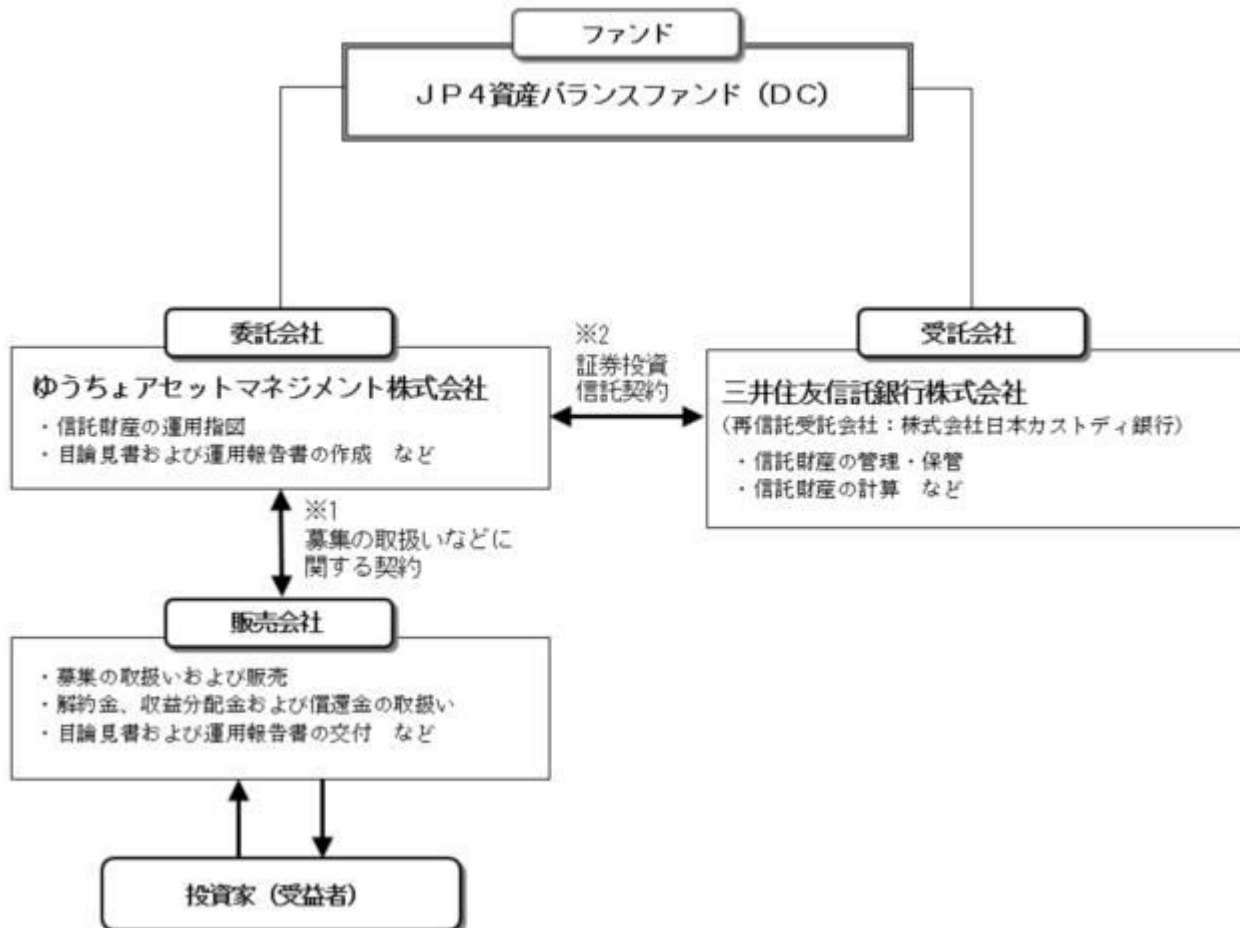 ファンド
JP4資産バランスファンド(DC)
委託会社
ゆうちょアセットマネジメント株式会社
・信託財産の運用指図
・目論見書および運用報告書の作成 など
※2
証券投資
信託契約
受託会社
三井住友信託銀行株式会社
(再信託受託会社:株式会社日本カストディ銀行)
・信託財産の管理・保管
・信託財産の計算 など
※1
募集の取扱いなどに
関する契約
販売会社
・募集の取扱いおよび販売
・解約金、収益分配金および償還金の取扱い
・目論見書および運用報告書の交付 など
投資家(受益者)